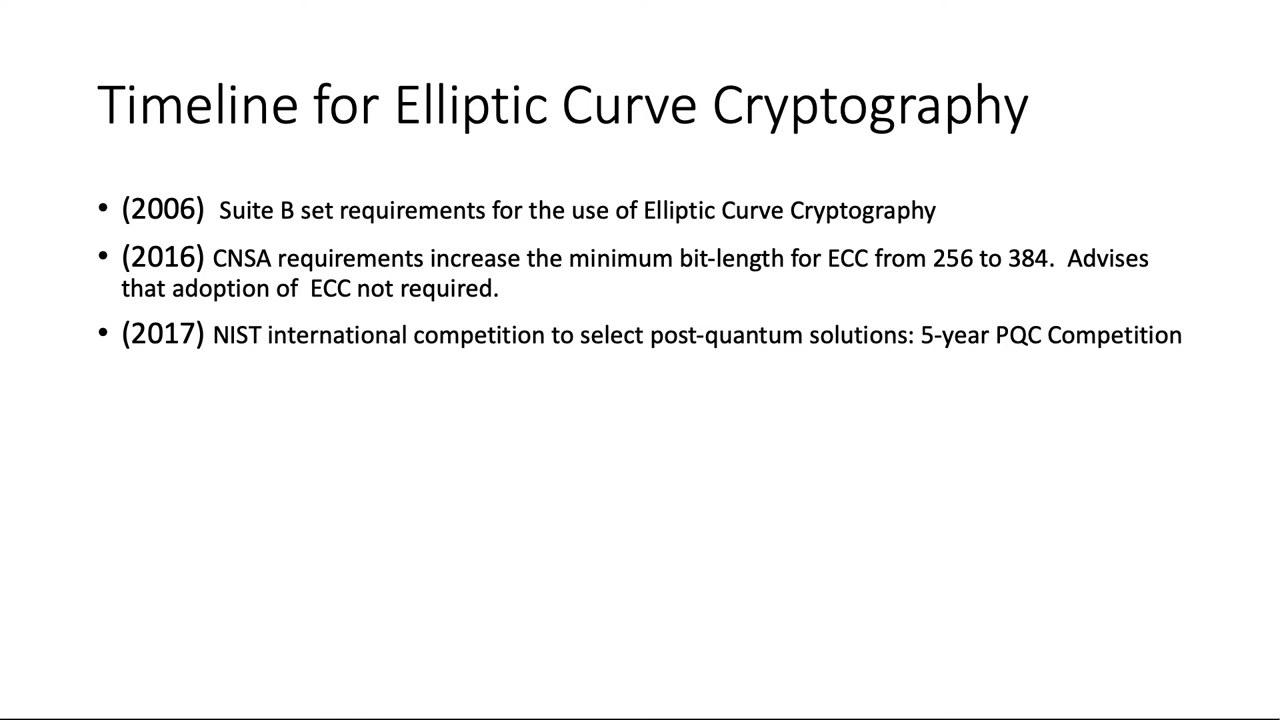 Timeline for Elliptic Curve Cryptography
• (2006)  Suite B set requirements for the use of Elliptic Curve Cryptography
• (2016) CNSA requirements increase the minimum bit-length for ECC from 256 to 384.  Advises
that adoption of  ECC not required.
• (2017) NIST international competition to select post-quantum solutions: 5-year PQC Competition